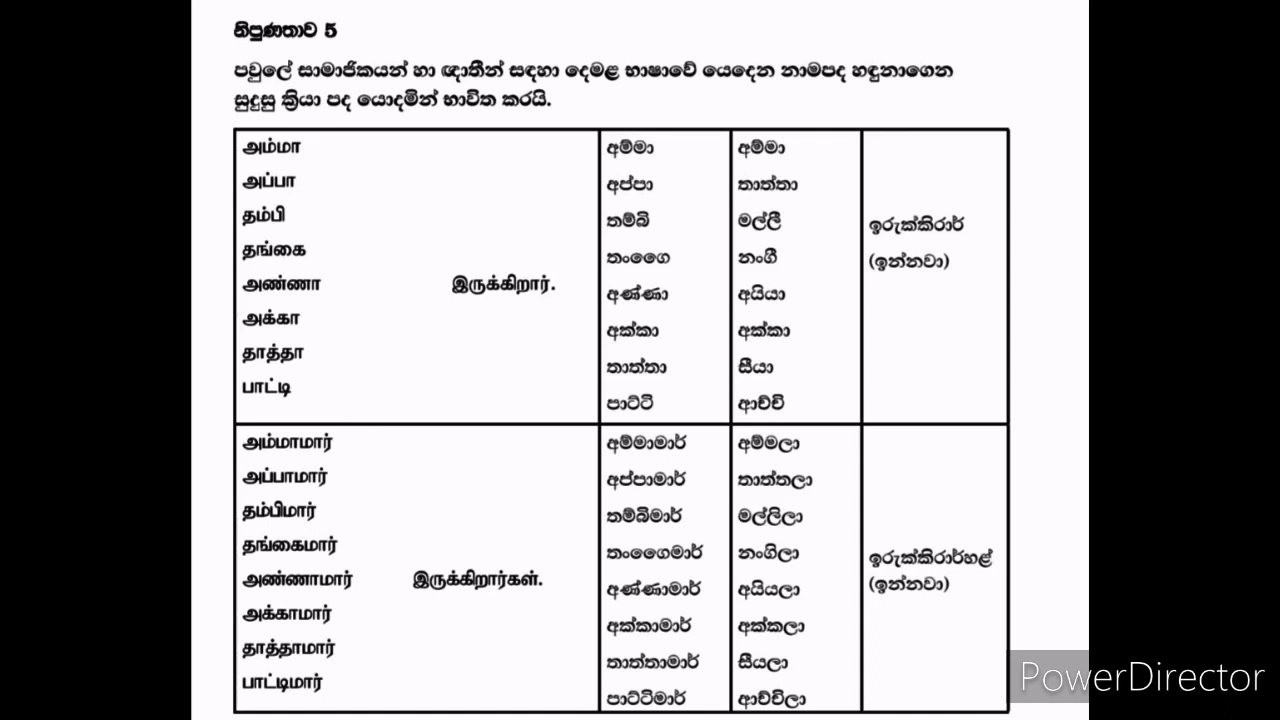 නිපුණතාව 5
පවුලේ සාමාජිකයන් හා ඥාතීන් සඳහා දෙමළ භාෂාවේ යෙදෙන නාමපද හඳුනාගෙන
සුදුසු ක්‍රියා පද යොදමින් භාවිත කරයි.
அம்மா
அப்பா
தம்பி
தங்கை
அண்ணா
அக்கா
தாத்தா
பாட்டி
இருக்கிறார்.
අම්මා
අප්පා
තම්බි
තංගෛ
අණ්ණා
අක්කා
තාත්තා
පාට්ටි
අම්මා
තාත්තා
මල්ලී
නංගී
අයියා
අක්කා
සීයා
ආච්චි
ඉරුක්කිරාර්
(ඉන්නවා)
அம்மாமார்
அப்பாமார்
தம்பிமார்
தங்கைமார்
அண்ணாமார்
அக்காமார்
தாத்தாமார்
பாட்டிமார்
இருக்கிறார்கள்.
අම්මාමාර්
අප්පාමාර්
තම්බිමාර්
තංගෛමාර්
අණ්ණාමාර්
අක්කාමාර්
තාත්තාමාර්
පාට්ටිමාර්
අම්මලා
තාත්තලා
මල්ලිලා
නංගිලා
අයියලා
අක්කලා
සීයලා
ආච්චිලා
ඉරුක්කිරාර්හළ්
(ඉන්නවා)
PowerDirector